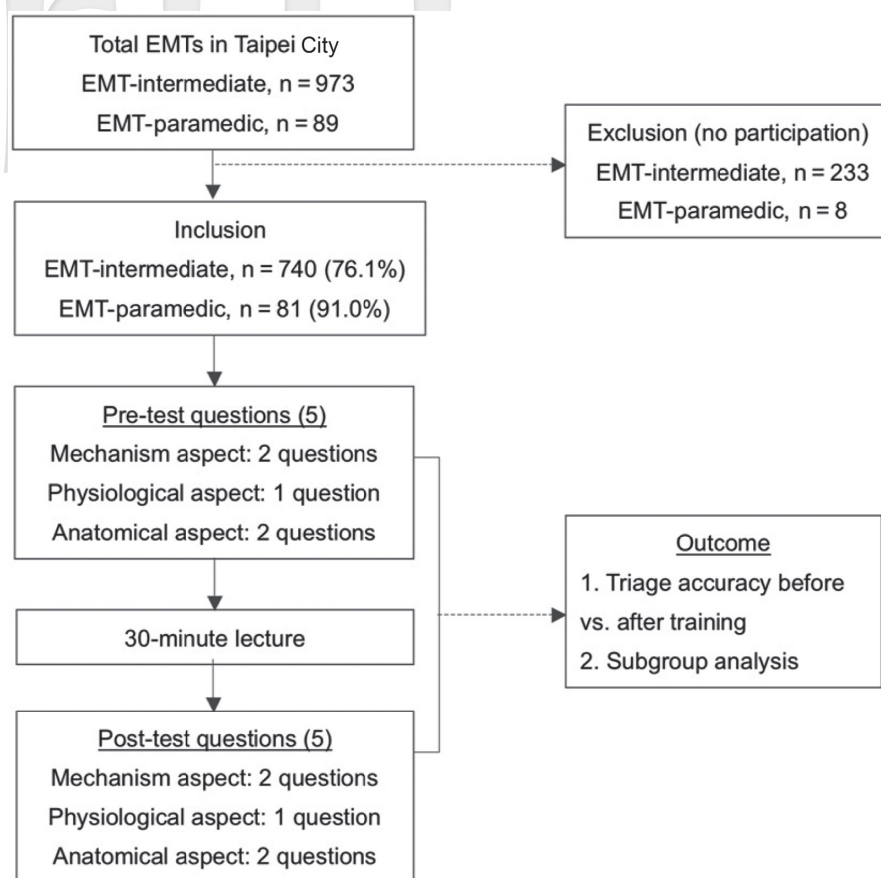 Total EMTs in Taipei City
EMT-intermediate, n = 973
EMT-paramedic, n = 89
Exclusion (no participation)
EMT-intermediate, n = 233
EMT-paramedic, n = 8
Inclusion
EMT-intermediate, n = 740 (76.1%)
EMT-paramedic, n = 81 (91.0%)
Pre-test questions (5)
Mechanism aspect: 2 questions
Physiological aspect: 1 question
Anatomical aspect: 2 questions
Outcome
1. Triage accuracy before
vs. after training
2. Subgroup analysis
30-minute lecture
Post-test questions (5)
Mechanism aspect: 2 questions
Physiological aspect: 1 question
Anatomical aspect: 2 questions